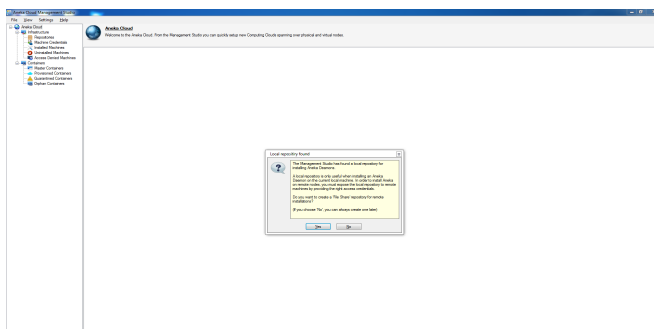 Aneka Cloud Management Studio
File View Settings Help
Aneka Cloud
Infrastructure
Repositories
Machine Credentials
Installed Machines
Uninstalled Machines
Access Denied Machines
Containers
Master Containers
Provisioned Containers
Quarantined Containers
Orphan Containers
Aneka Cloud
Welcome to the Aneka Cloud. From the Management Studio you can quickly setup new Computing Clouds spanning over physical and virtual nodes.
Local repository found
The Management Studio has found a local repository for
installing Aneka Daemons.
A local repository is only useful when installing an Aneka
Daemon on the current local machine. In order to install Aneka
on remote nodes, you must expose the local repository to remote
machines by providing the right access credentials.
Do you want to create a 'File Share' repository for remote
installations?
(If you choose 'No', you can always create one later)
Yes No